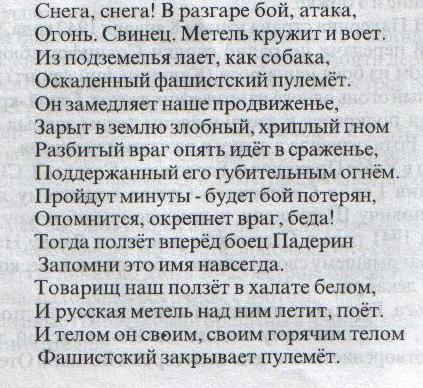 Снега, снега! В разгаре бой, атака,
Огонь. Свинец. Метель кружит и воет.
Из подземелья лает, как собака,
Оскаленный фашистский пулемёт.
Он замедляет наше продвиженье,
Зарыт в землю злобный, хриплый гном
Разбитый враг опять идёт в сраженье,
Поддержанный его губительным огнём.
Пройдут минуты - будет бой потерян,
Опомнится, окрепнет враг, беда!
Тогда ползёт вперёд боец Падерин
Запомни это имя навсегда.
Товарищ наш ползёт в халате белом,
И русская метель над ним летит, поёт.
И телом он своим, своим горячим телом
Фашистский закрывает пулемёт.